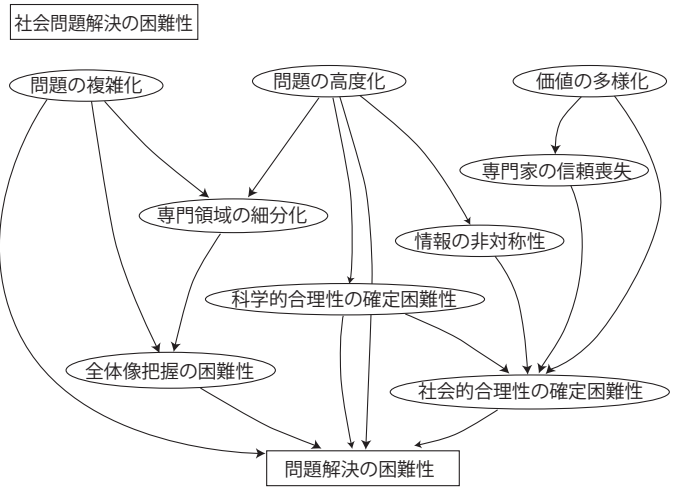 社会問題解決の困難性
問題の複雑化
問題の高度化
価値の多様化
専門家の信頼喪失
専門領域の細分化
情報の非対称性
科学的合理性の確定困難性
全体像把握の困難性
社会的合理性の確定困難性
問題解決の困難性